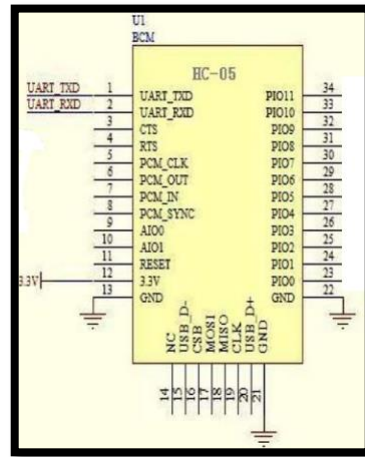 U1
BCM
HC-05
UART_TXD 1 UART_TXD PIO11 34
UART_RXD 2 UART_RXD PIO10 33
3 CTS PIO9 32
4 RTS PIO8 31
5 PCM_CLK PIO7 30
6 PCM_OUT PIO6 29
7 PCM_IN PIO5 28
8 PCM_SYNC PIO4 27
9 AIO0 PIO3 26
10 AIO1 PIO2 25
11 RESET PIO1 24
3.3V 12 3.3V PIO0 23
13 GND GND 22
NC USB_D- CSB MOSI MISO CLK USB_D+ GND
14 15 16 17 18 19 20 21